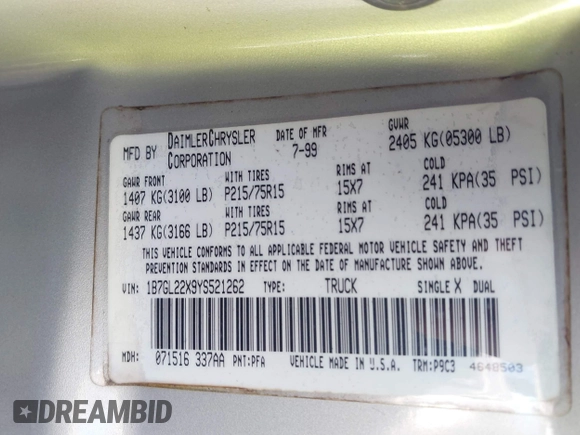 MFD BY DAIMLERCHRYSLER CORPORATION DATE OF MFR 7-99 GVWR 2405 KG(05300 LB)
GAWR FRONT WITH TIRES RIMS AT COLD
1407 KG(3100 LB) P215/75R15 15X7 241 KPA(35 PSI)
GAWR REAR WITH TIRES RIMS AT COLD
1437 KG(3166 LB) P215/75R15 15X7 241 KPA(35 PSI)
THIS VEHICLE CONFORMS TO ALL APPLICABLE FEDERAL MOTOR VEHICLE SAFETY AND THEFT
PREVENTION STANDARDS IN EFFECT ON THE DATE OF MANUFACTURE SHOWN ABOVE.
VIN: 1B7GL22X9YS521262 TYPE: TRUCK SINGLE X DUAL
MDH: 071516 337AA PNT:PFA VEHICLE MADE IN U.S.A. TRM:P9C3 4648503
DREAMBID